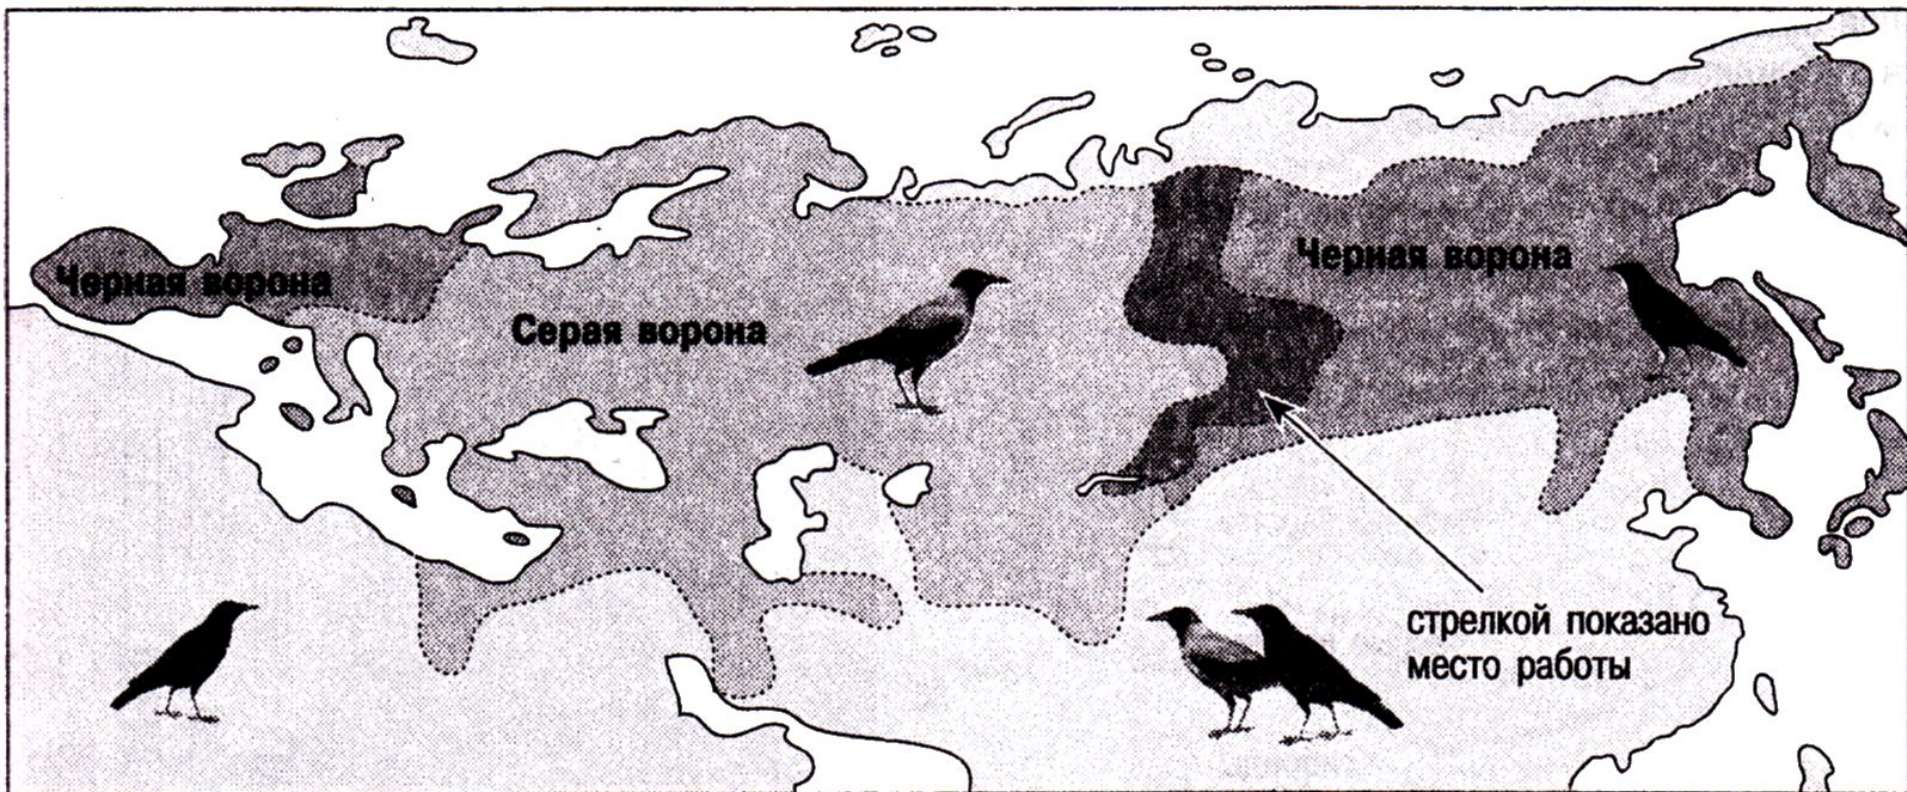 Черная ворона
Серая ворона
Черная ворона
стрелкой показано
место работы